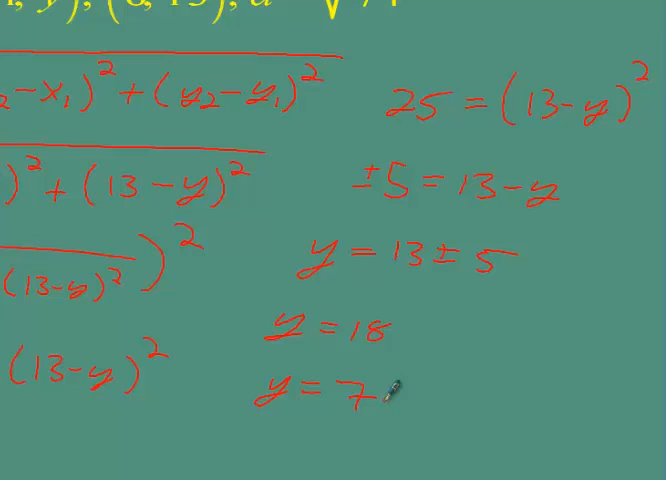 y), (8, 13), d
₂ - x₁)² + (y₂ - y₁)²
)² + (13 - y)²
(13-y)² )²
(13-y)²
25 = (13-y)²
±5 = 13-y
y = 13 ± 5
y = 18
y = 7